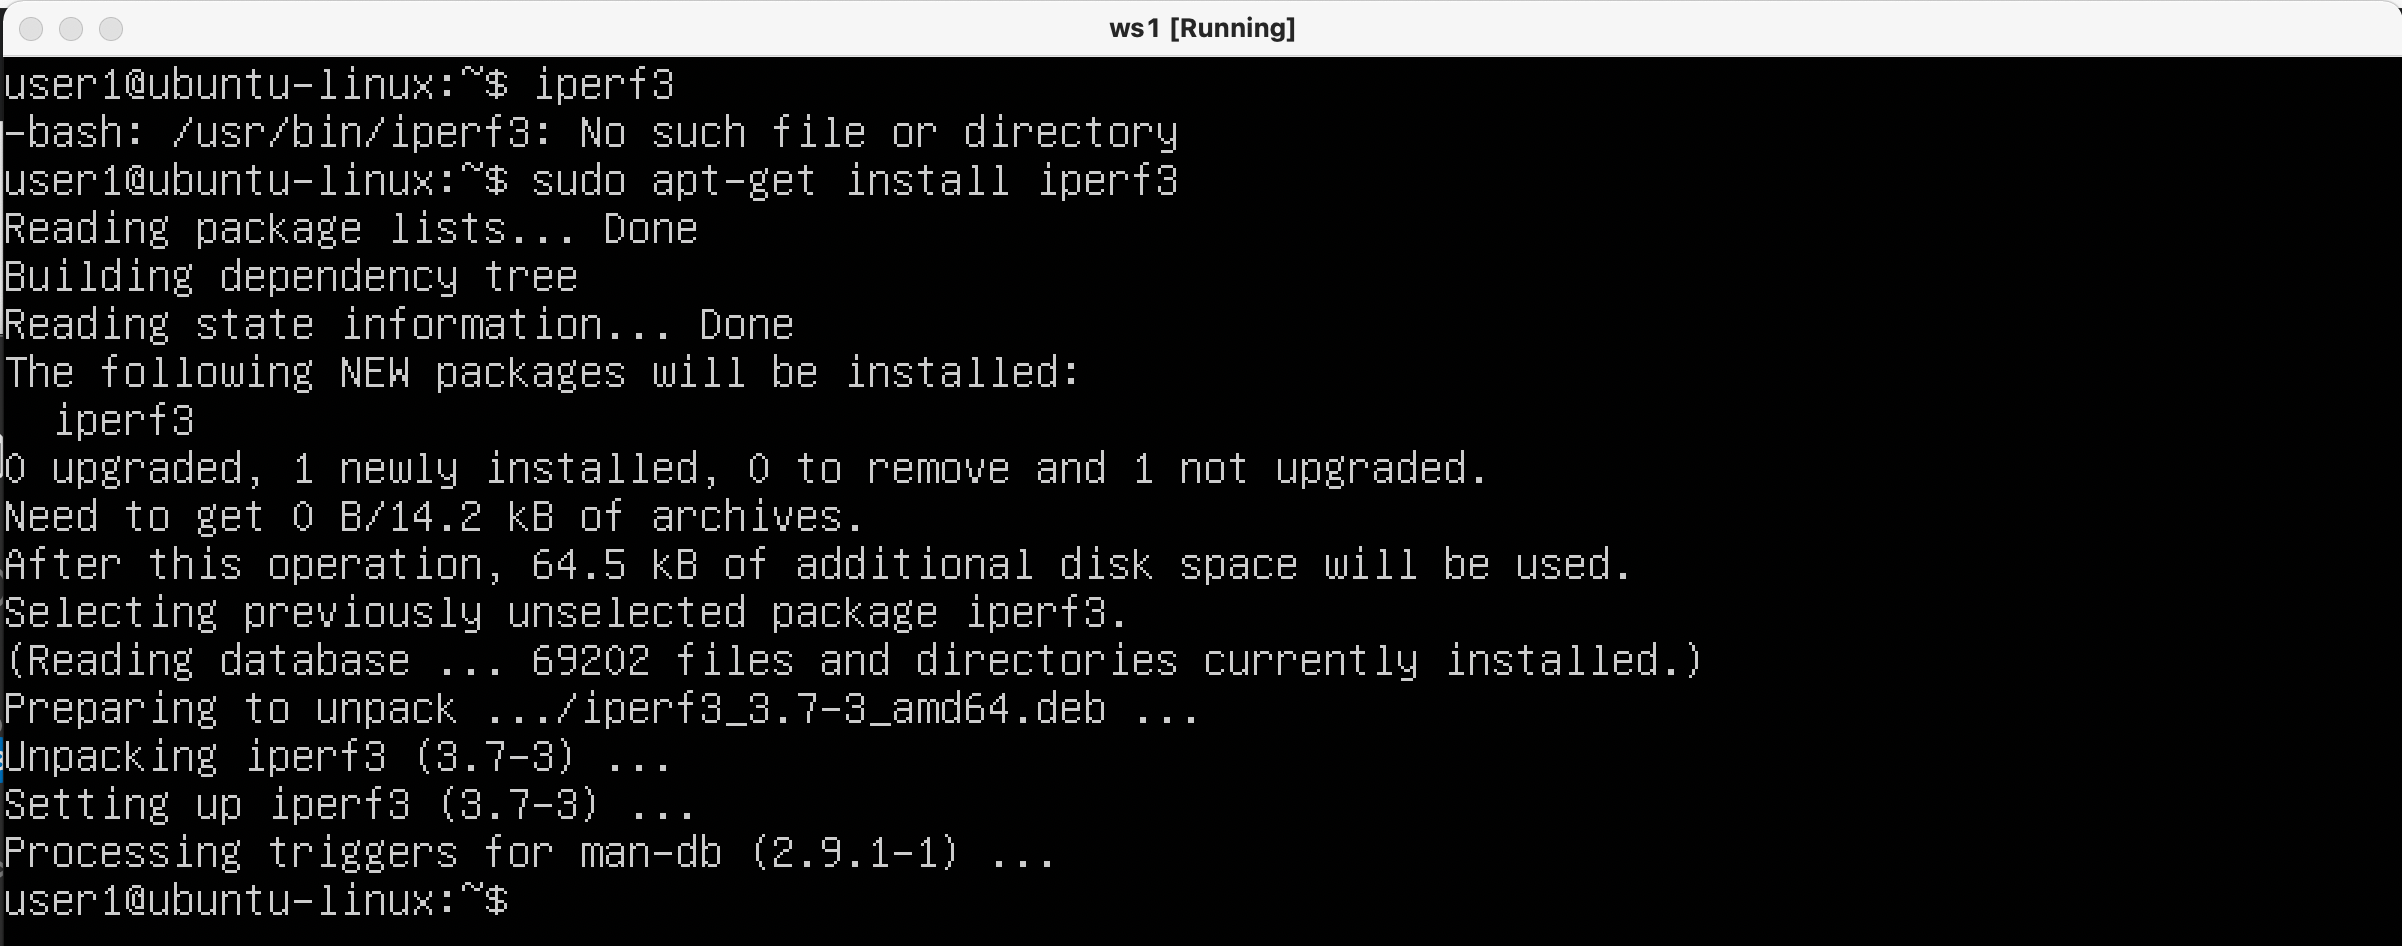 ws1 [Running]
user1@ubuntu-linux:~$ iperf3
-bash: /usr/bin/iperf3: No such file or directory
user1@ubuntu-linux:~$ sudo apt-get install iperf3
Reading package lists... Done
Building dependency tree
Reading state information... Done
The following NEW packages will be installed:
  iperf3
0 upgraded, 1 newly installed, 0 to remove and 1 not upgraded.
Need to get 0 B/14.2 kB of archives.
After this operation, 64.5 kB of additional disk space will be used.
Selecting previously unselected package iperf3.
(Reading database ... 69202 files and directories currently installed.)
Preparing to unpack .../iperf3_3.7-3_amd64.deb ...
Unpacking iperf3 (3.7-3) ...
Setting up iperf3 (3.7-3) ...
Processing triggers for man-db (2.9.1-1) ...
user1@ubuntu-linux:~$